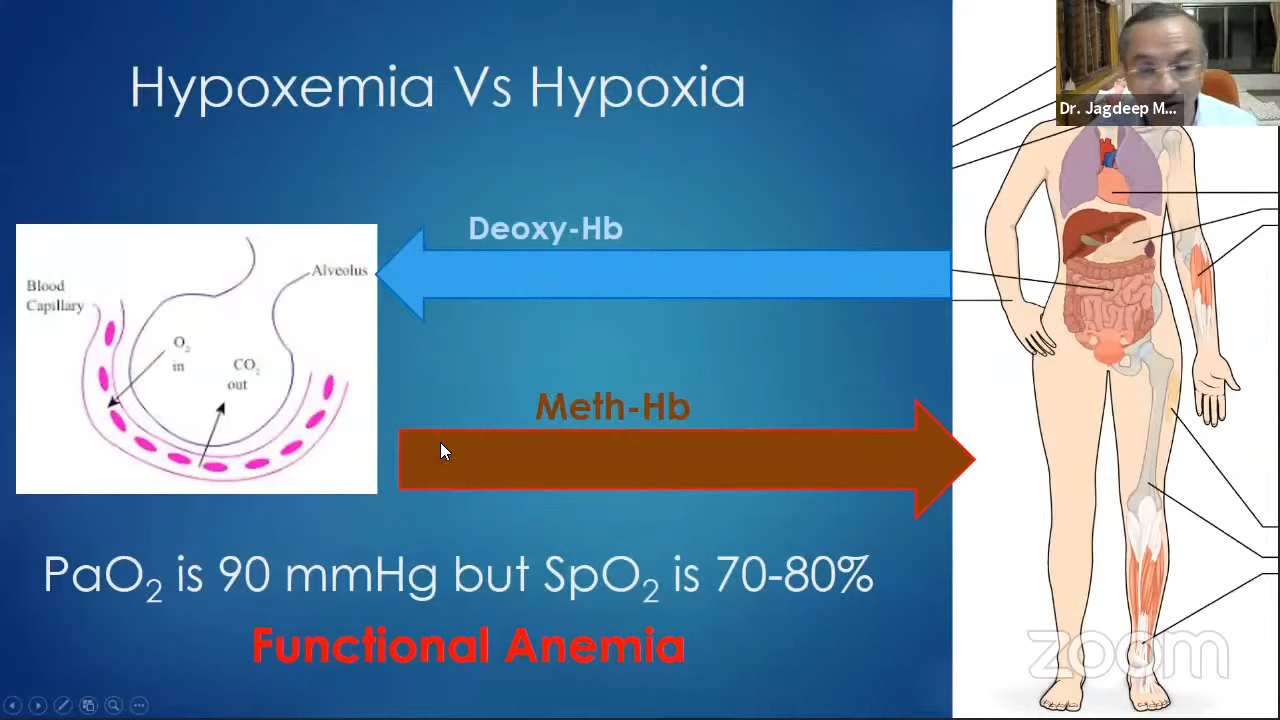 Hypoxemia Vs Hypoxia
Dr. Jagdeep M...
Deoxy-Hb
Blood
Capillary
Alveolus
O2
in
CO2
out
Meth-Hb
PaO2 is 90 mmHg but SpO2 is 70-80%
Functional Anemia
zoom